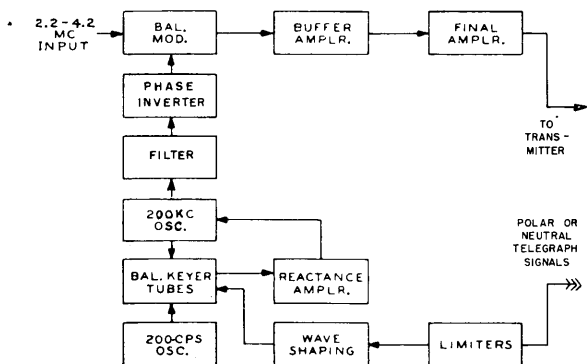 2.2-4.2
MC
INPUT
BAL.
MOD.
BUFFER
AMPLR.
FINAL
AMPLR.
PHASE
INVERTER
TO
TRANS-
MITTER
FILTER
200KC
OSC.
POLAR OR
NEUTRAL
TELEGRAPH
SIGNALS
BAL. KEYER
TUBES
REACTANCE
AMPLR.
200-CPS
OSC.
WAVE
SHAPING
LIMITERS